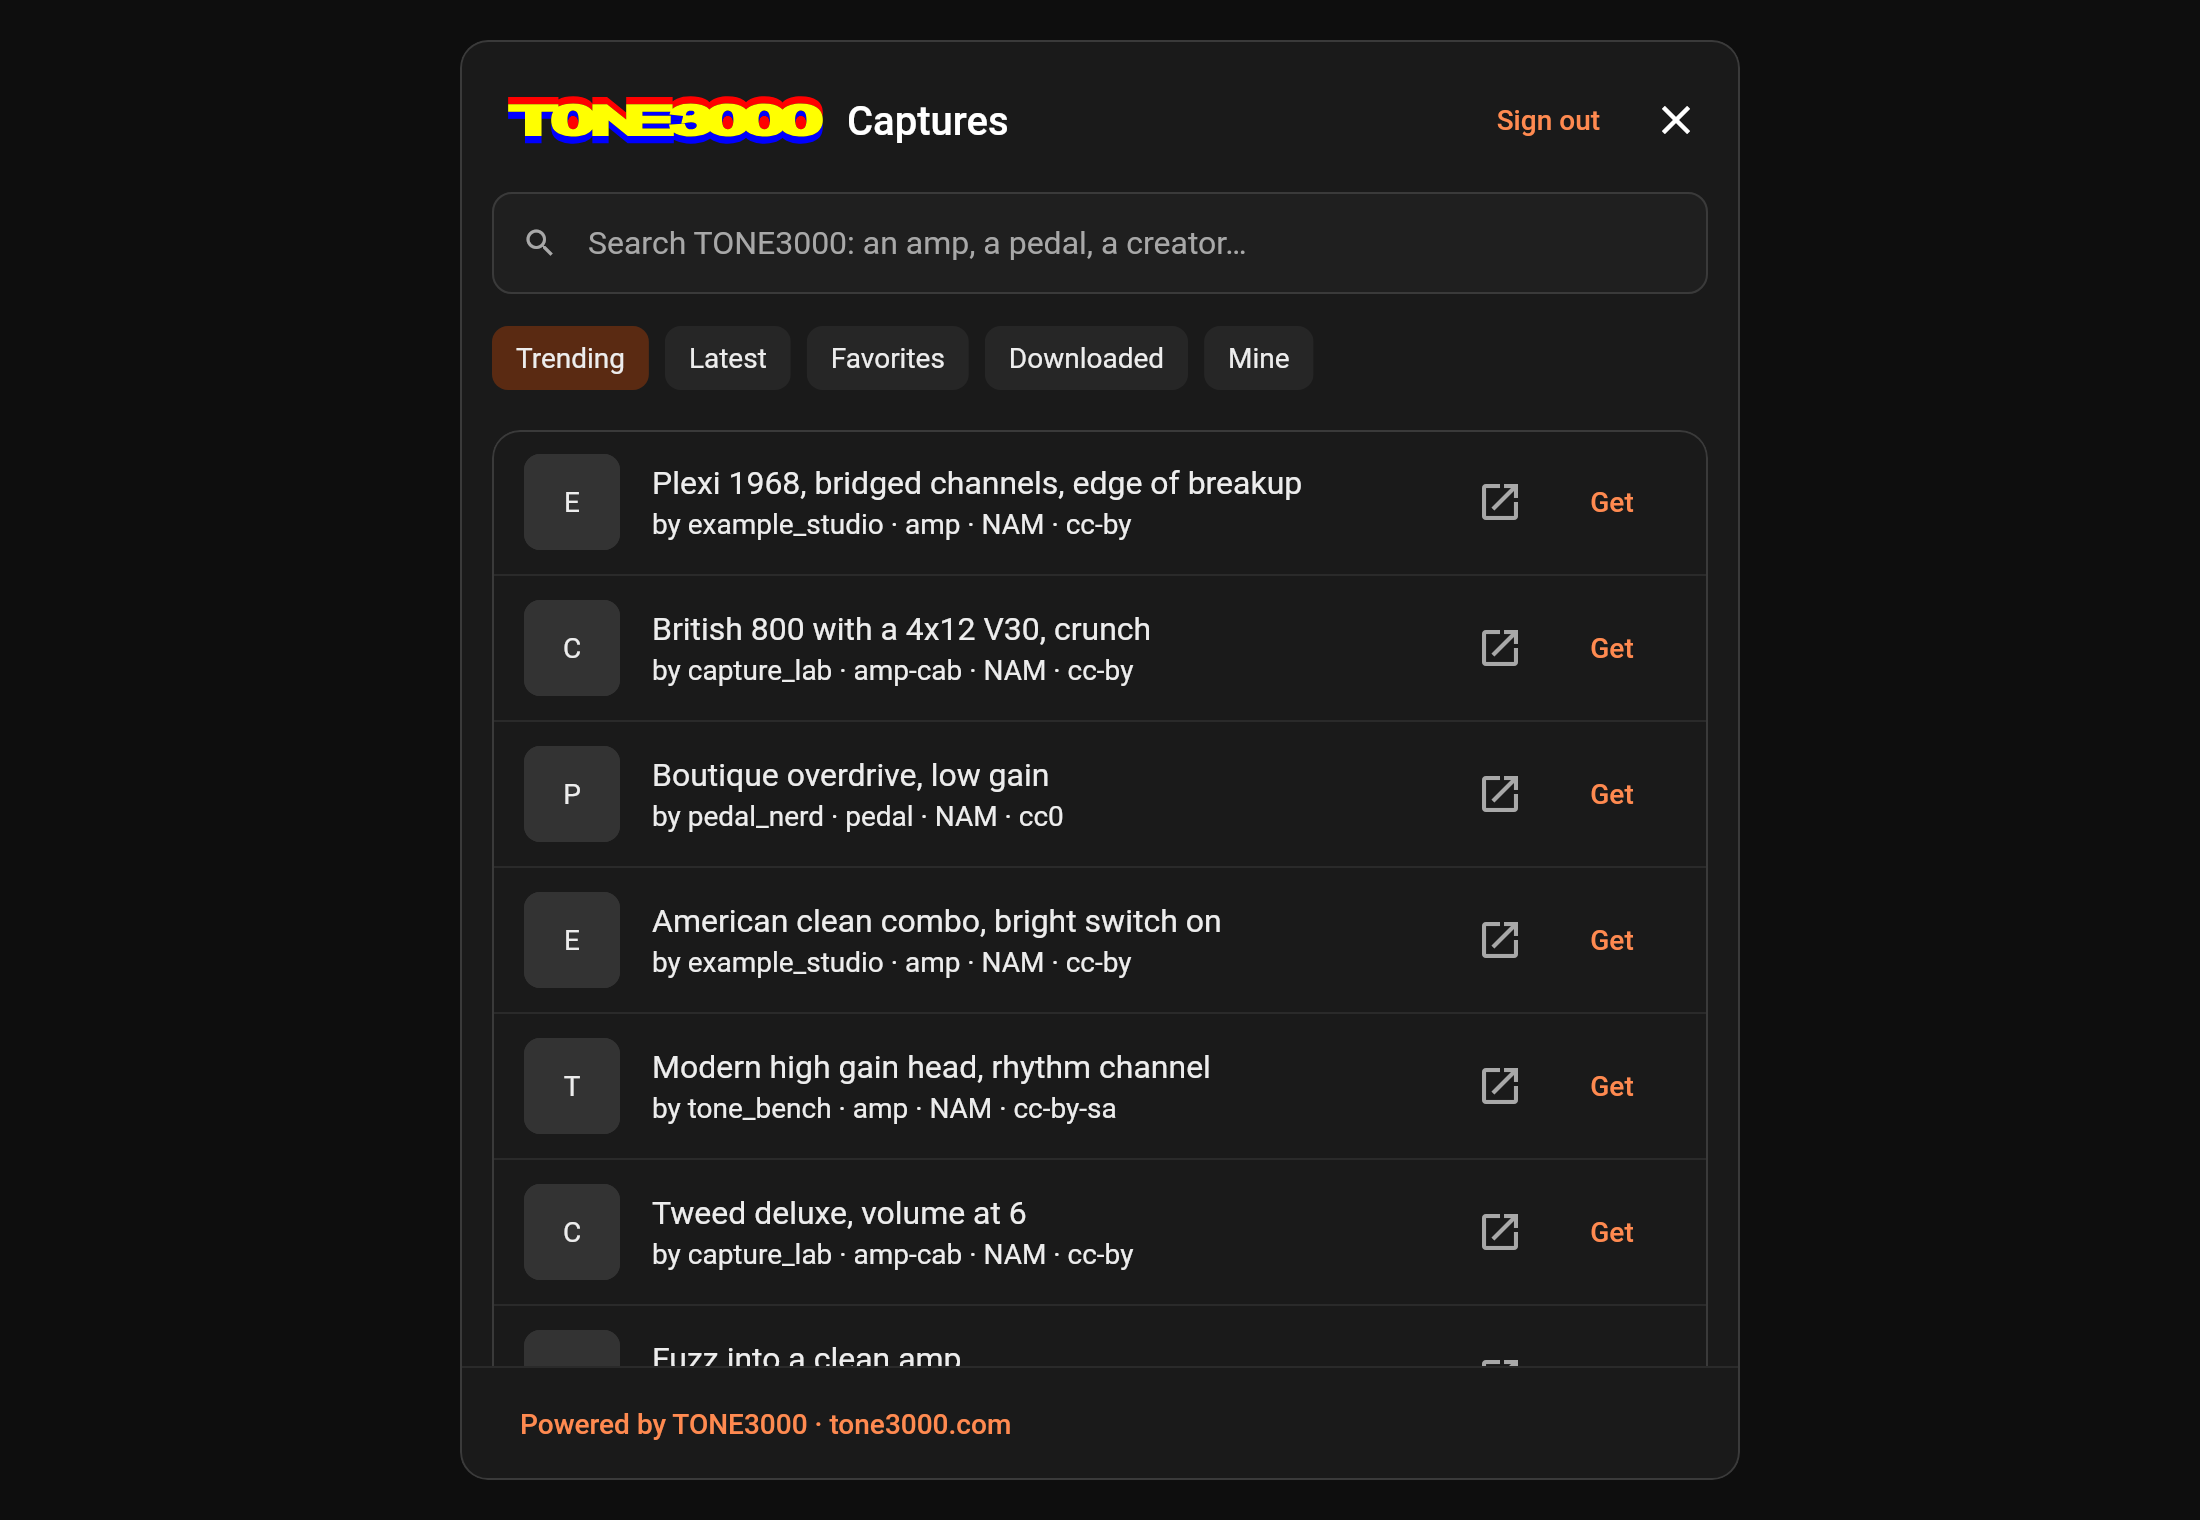 TONE3000 Captures
Sign out
Search TONE3000: an amp, a pedal, a creator...
Trending
Latest
Favorites
Downloaded
Mine
E
Plexi 1968, bridged channels, edge of breakup
by example_studio · amp · NAM · cc-by
Get
C
British 800 with a 4x12 V30, crunch
by capture_lab · amp-cab · NAM · cc-by
Get
P
Boutique overdrive, low gain
by pedal_nerd · pedal · NAM · cc0
Get
E
American clean combo, bright switch on
by example_studio · amp · NAM · cc-by
Get
T
Modern high gain head, rhythm channel
by tone_bench · amp · NAM · cc-by-sa
Get
C
Tweed deluxe, volume at 6
by capture_lab · amp-cab · NAM · cc-by
Get
Fuzz into a clean amp
Powered by TONE3000 · tone3000.com